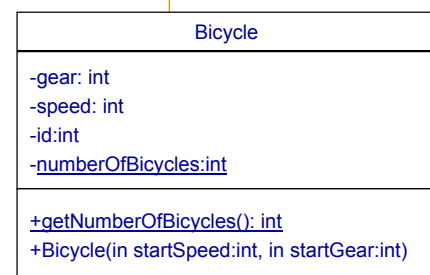 Bicycle
-gear: int
-speed: int
-id:int
-numberOfBicycles:int
+getNumberOfBicycles(): int
+Bicycle(in startSpeed:int, in startGear:int)